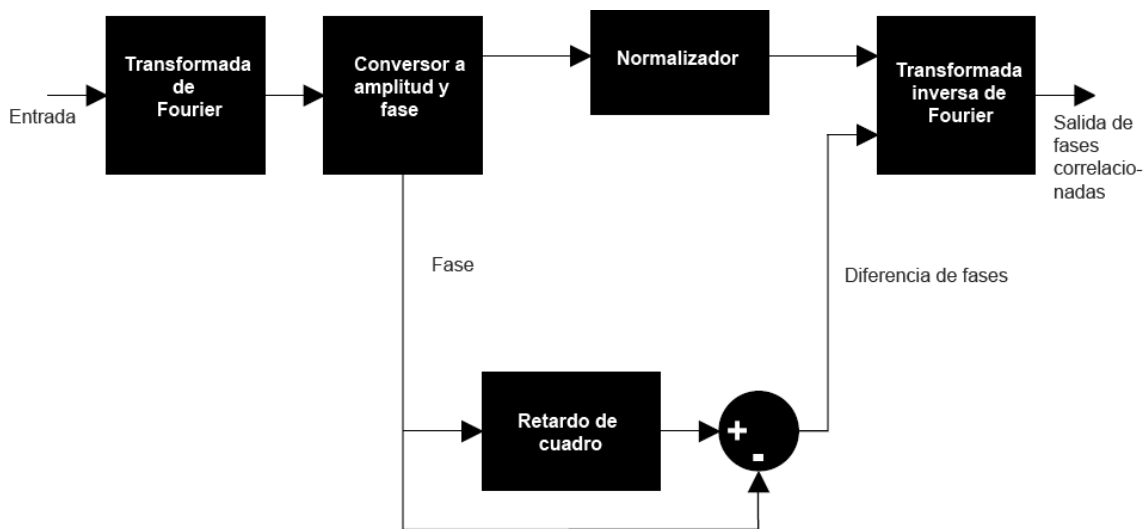 Entrada
Transformada
de
Fourier
Conversor a
amplitud y
fase
Normalizador
Transformada
inversa de
Fourier
Salida de
fases
correlacio-
nadas
Fase
Diferencia de fases
Retardo de
cuadro
+
-